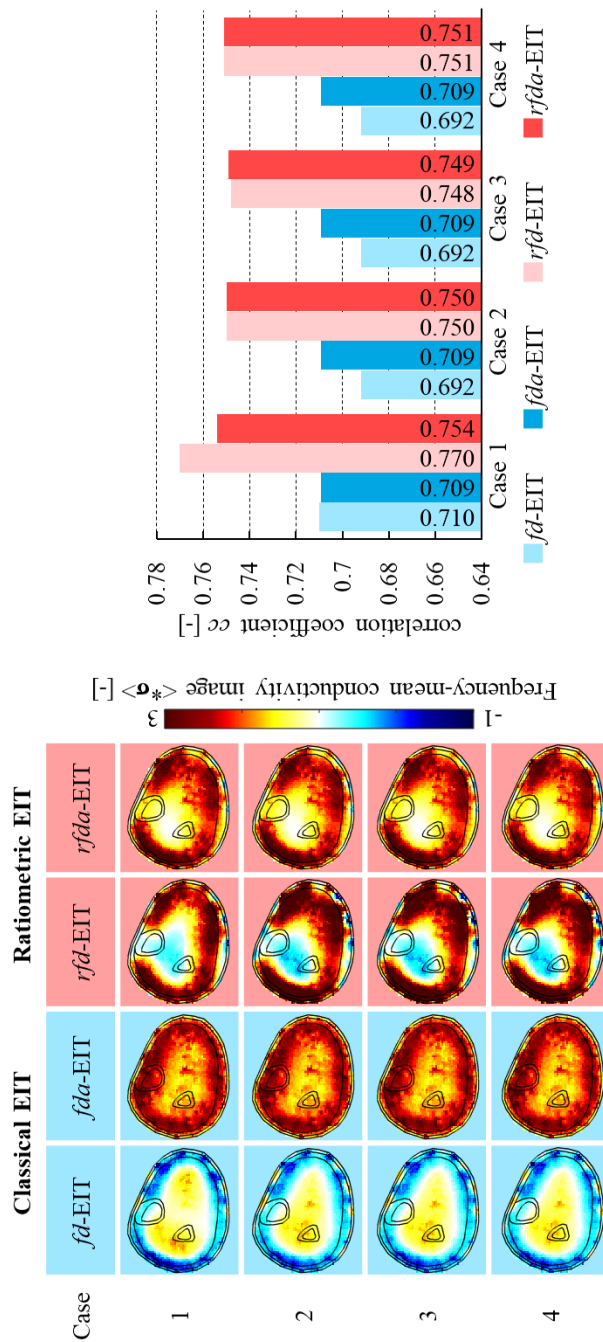 Classical EIT
Ratiometric EIT
Case
fd-EIT
fda-EIT
rfd-EIT
rfda-EIT
1
2
3
4
3
-1
Frequency-mean conductivity image <*σ> [-]
correlation coefficient cc [-]
0.78
0.76
0.74
0.72
0.7
0.68
0.66
0.64
0.710
0.709
0.770
0.754
0.692
0.709
0.750
0.750
0.692
0.709
0.748
0.749
0.692
0.709
0.751
0.751
Case 1
Case 2
Case 3
Case 4
fd-EIT
fda-EIT
rfd-EIT
rfda-EIT